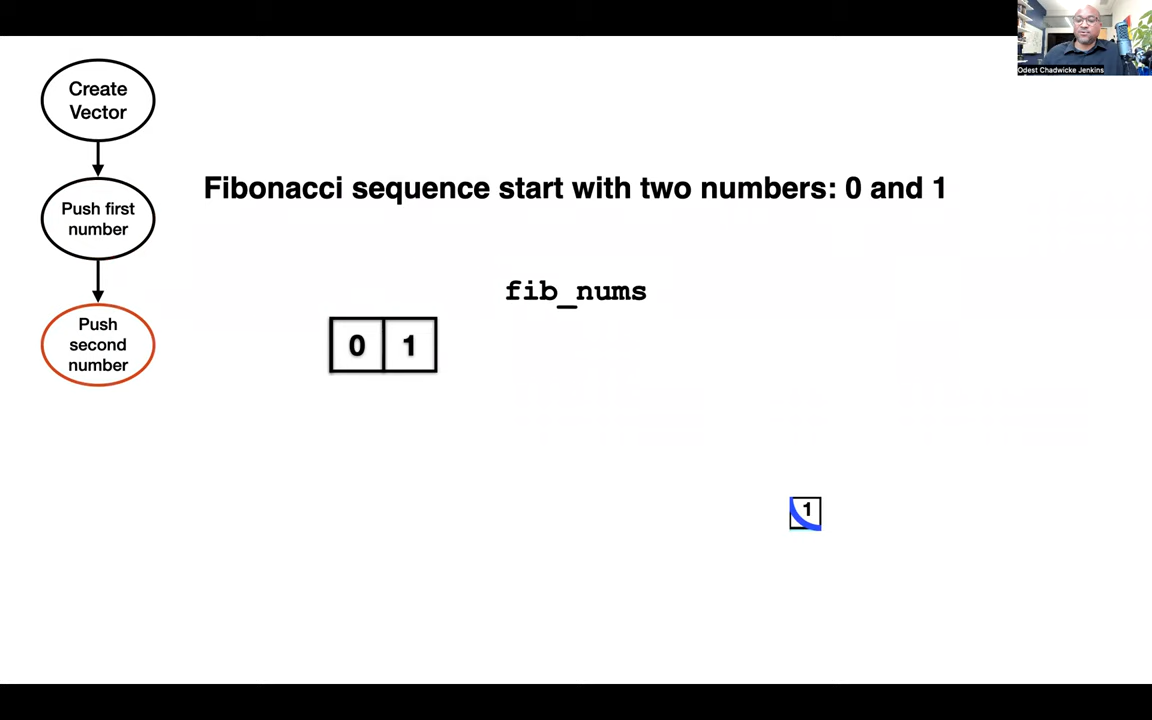 Odest Chadwicke Jenkins
Create
Vector
Push first
number
Push
second
number
Fibonacci sequence start with two numbers: 0 and 1
fib_nums
0 1
1